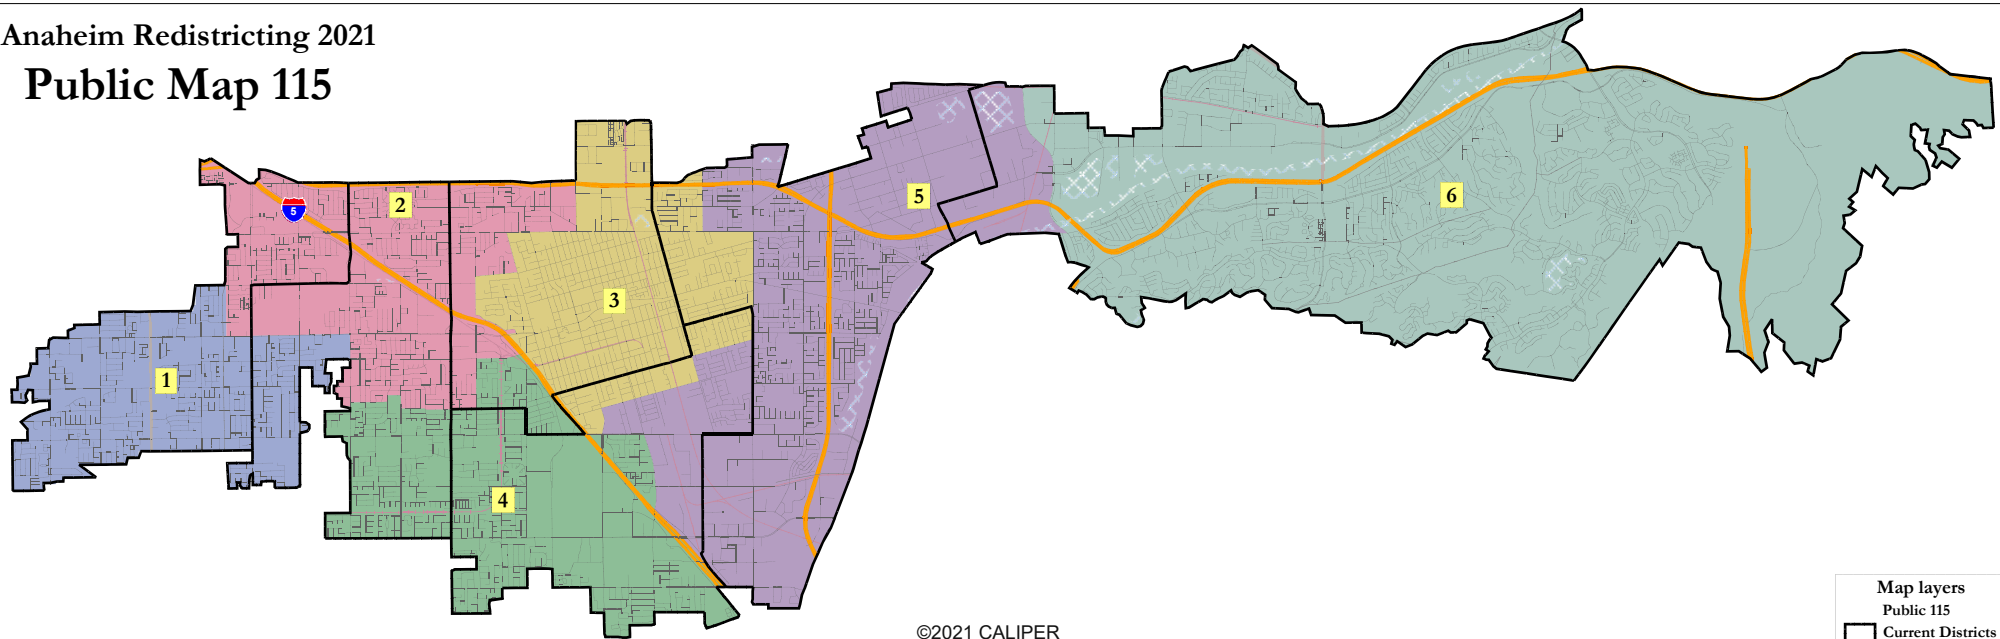 Anaheim Redistricting 2021
Public Map 115
5
2
5
6
3
1
4
Map layers
Public 115
Current Districts
©2021 CALIPER